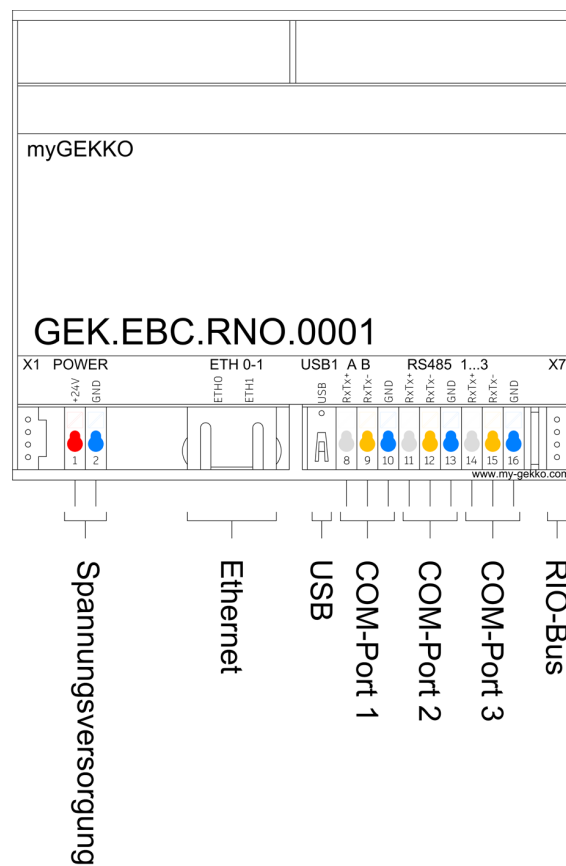 myGEKKO
GEK.EBC.RNO.0001
X1 POWER ETH 0-1 USB1 A B RS485 1...3 X7
+24V GND ETH0 ETH1 USB RxTx+ RxTx- GND RxTx+ RxTx- GND RxTx+ RxTx- GND
1 2 8 9 10 11 12 13 14 15 16
www.my-gekko.com
Spannungsversorgung
Ethernet
USB
COM-Port 1
COM-Port 2
COM-Port 3
RIO-Bus